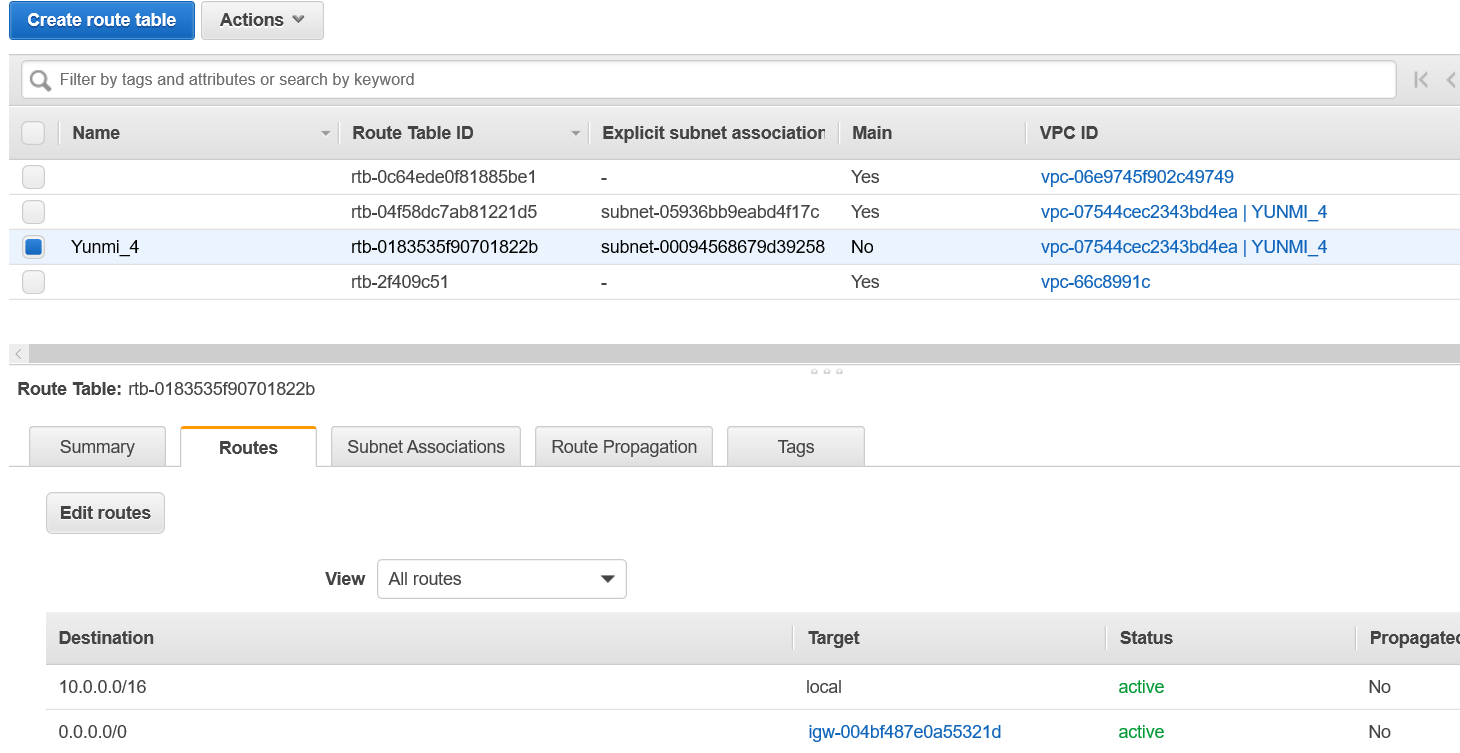 Create route table Actions
Filter by tags and attributes or search by keyword
Name Route Table ID Explicit subnet association Main VPC ID
rtb-0c64ede0f81885be1 - Yes vpc-06e9745f902c49749
rtb-04f58dc7ab81221d5 subnet-05936bb9eabd4f17c Yes vpc-07544cec2343bd4ea | YUNMI_4
Yunmi_4 rtb-0183535f90701822b subnet-00094568679d39258 No vpc-07544cec2343bd4ea | YUNMI_4
rtb-2f409c51 - Yes vpc-66c8991c
Route Table: rtb-0183535f90701822b
Summary Routes Subnet Associations Route Propagation Tags
Edit routes
View All routes
Destination Target Status Propagated
10.0.0.0/16 local active No
0.0.0.0/0 igw-004bf487e0a55321d active No